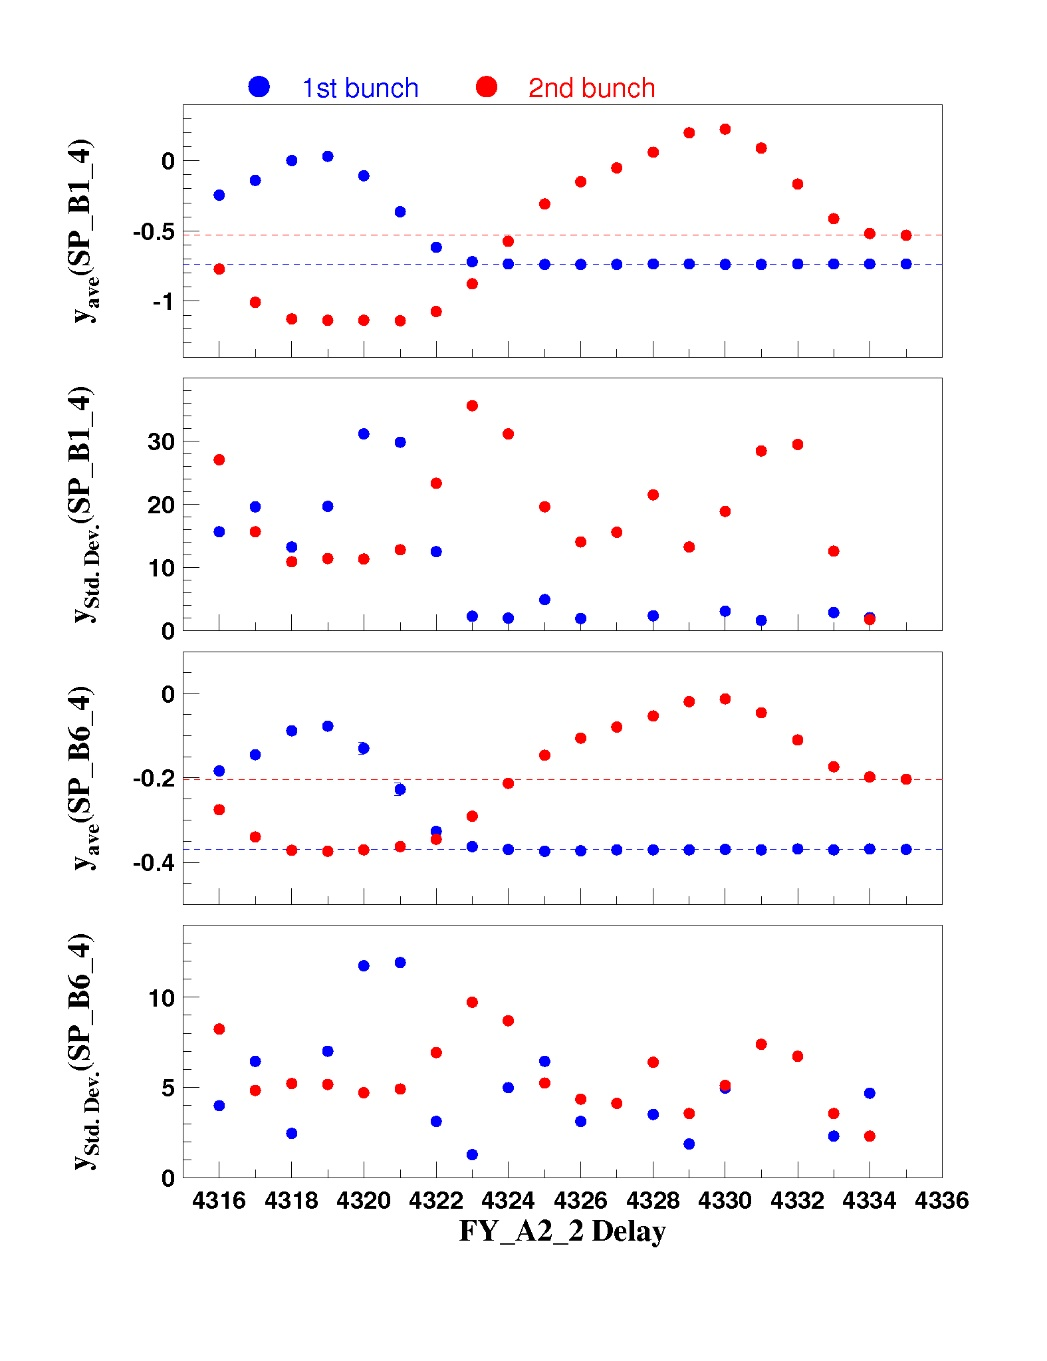 1st bunch 2nd bunch
y_ave(SP_B1_4)
0
-0.5
-1
y_Std. Dev.(SP_B1_4)
30
20
10
0
y_ave(SP_B6_4)
0
-0.2
-0.4
y_Std. Dev.(SP_B6_4)
10
5
0
4316 4318 4320 4322 4324 4326 4328 4330 4332 4334 4336
FY_A2_2 Delay